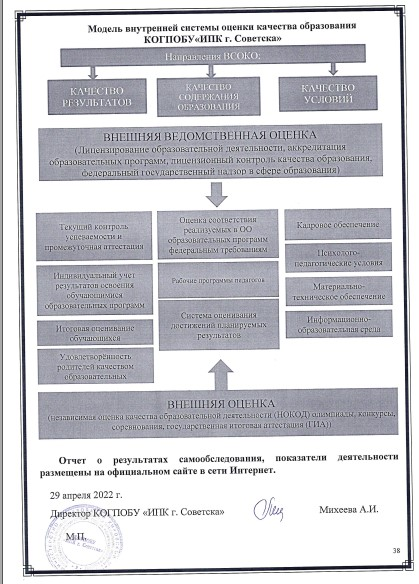 Модель внутренней системы оценки качества образования
КОГПОБУ«ИПК г. Советска»
Направления ВСОКО:
КАЧЕСТВО
РЕЗУЛЬТАТОВ
КАЧЕСТВО
СОДЕРЖАНИЯ
ОБРАЗОВАНИЯ
КАЧЕСТВО
УСЛОВИЙ
ВНЕШНЯЯ ВЕДОМСТВЕННАЯ ОЦЕНКА
(Лицензирование образовательной деятельности, аккредитация
образовательных программ, лицензионный контроль качества образования,
федеральный государственный надзор в сфере образования)
Текущий контроль
успеваемости и
промежуточная аттестация
Индивидуальный учет
результатов освоения
обучающимися
образовательных программ
Итоговая оценивание
обучающихся
Удовлетворённость
родителей качеством
образовательных
Оценка соответствия
реализуемых в ОО
образовательных программ
федеральным требованиям
Рабочие программы педагогов
Система оценивания
достижений планируемых
результатов
Кадровое обеспечение
Психолого-
педагогические условия
Материально-
техническое обеспечение
Информационно-
образовательная среда
ВНЕШНЯЯ ОЦЕНКА
(независимая оценка качества образовательной деятельности (НОКОД) олимпиады, конкурсы,
соревнования, государственная итоговая аттестация (ГИА))
Отчет о результатах самообследования, показатели деятельности
размещены на официальном сайте в сети Интернет.
29 апреля 2022 г.
Директор КОГПОБУ «ИПК г. Советска» Михеева А.И.
М.П.
38